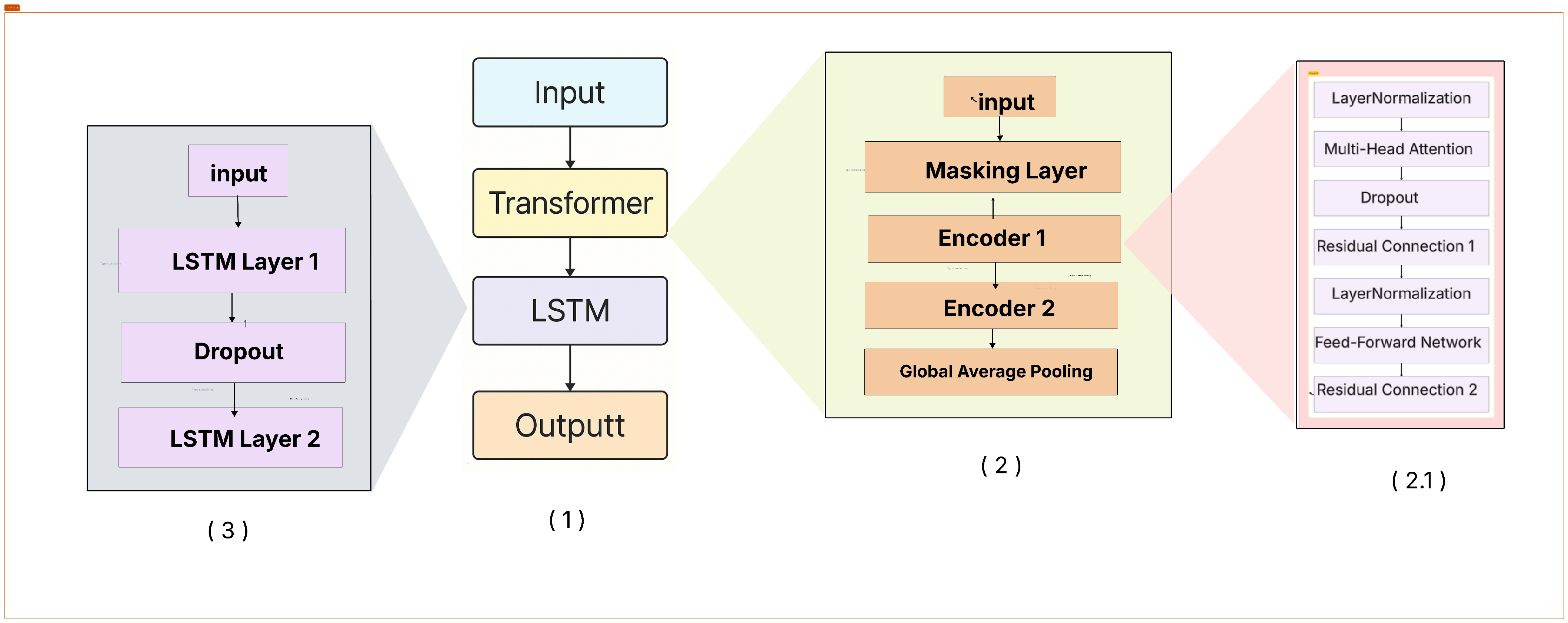 input
LSTM Layer 1
Dropout
LSTM Layer 2
( 3 )
Input
Transformer
LSTM
Outputt
( 1 )
input
Masking Layer
Encoder 1
Encoder 2
Global Average Pooling
( 2 )
LayerNormalization
Multi-Head Attention
Dropout
Residual Connection 1
LayerNormalization
Feed-Forward Network
Residual Connection 2
( 2.1 )